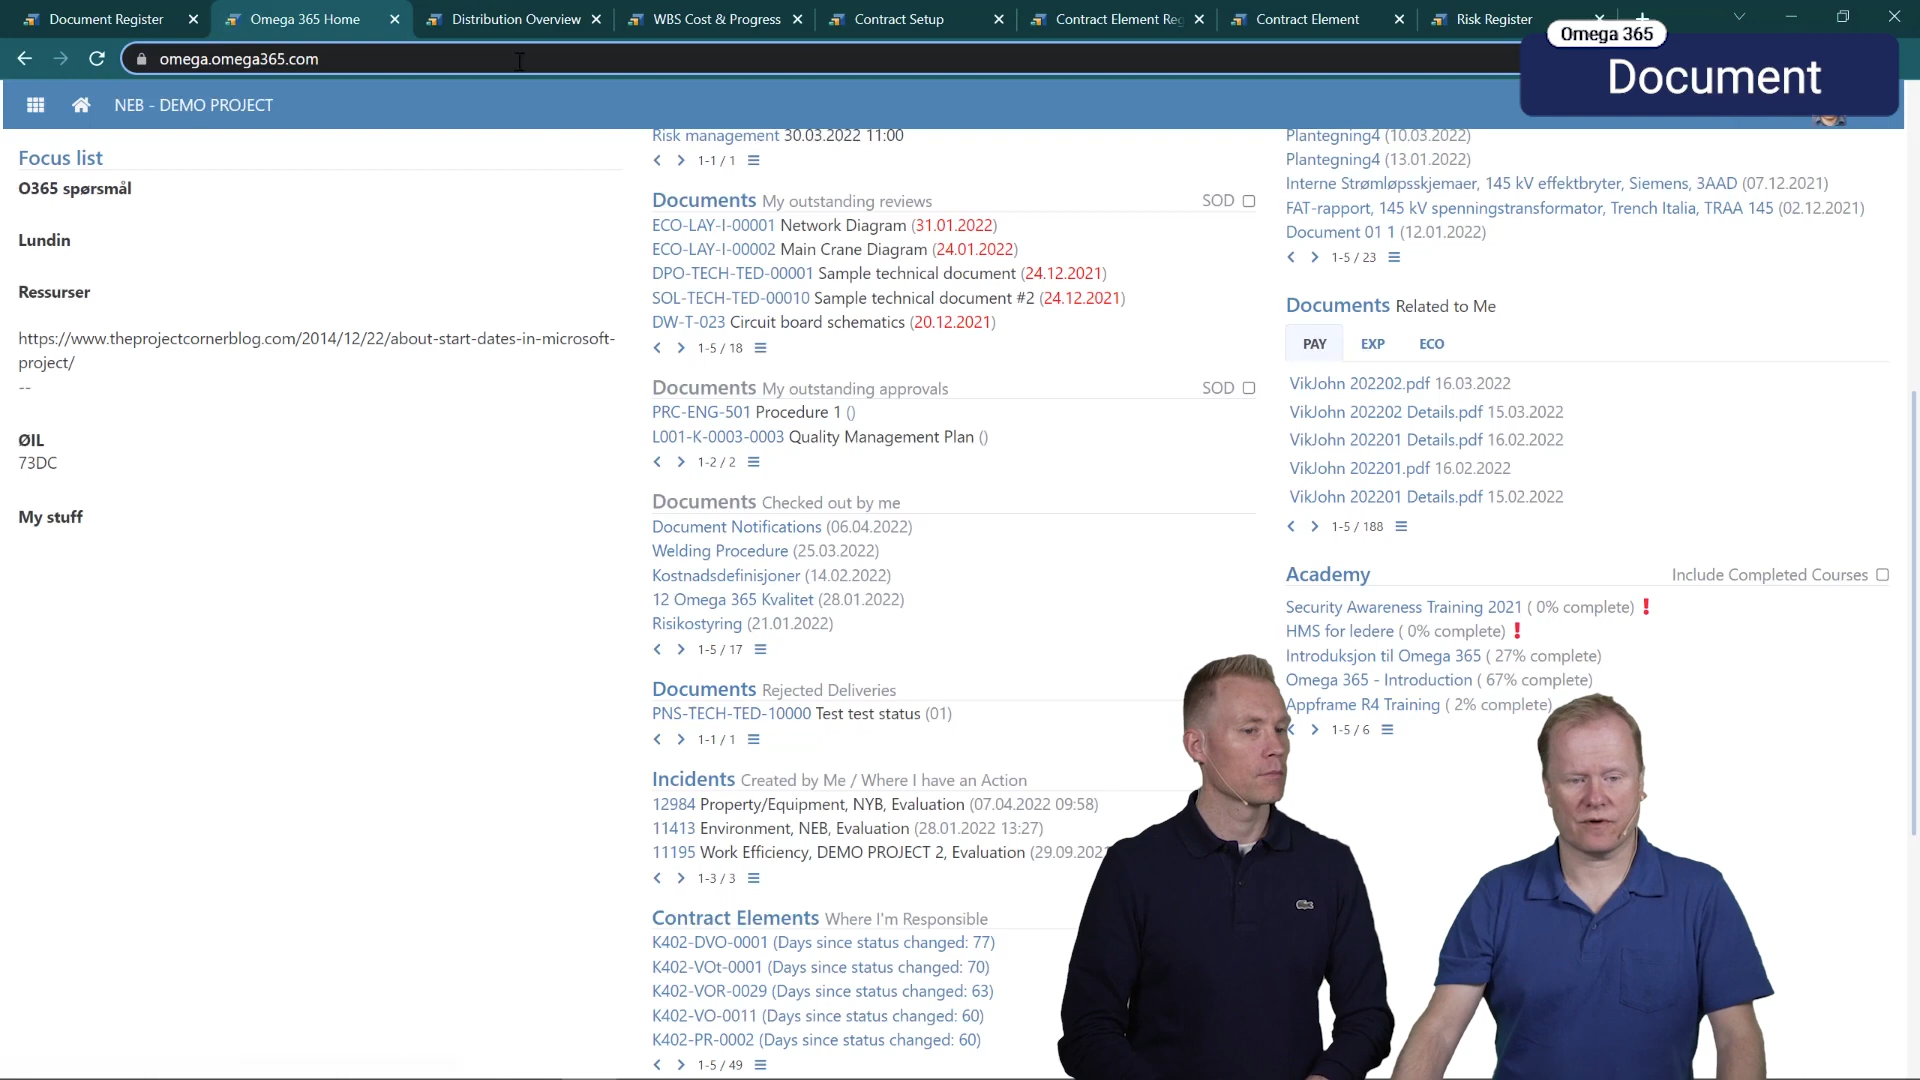 Document Register
Omega 365 Home
Distribution Overview
WBS Cost & Progress
Contract Setup
Contract Element Reg
Contract Element
Risk Register
omega.omega365.com
Omega 365
Document
NEB - DEMO PROJECT
Focus list
O365 spørsmål
Lundin
Ressurser
https://www.theprojectcornerblog.com/2014/12/22/about-start-dates-in-microsoft-
project/
--
ØIL
73DC
My stuff
Risk management 30.03.2022 11:00
1-1 / 1
Documents My outstanding reviews SOD
ECO-LAY-I-00001 Network Diagram (31.01.2022)
ECO-LAY-I-00002 Main Crane Diagram (24.01.2022)
DPO-TECH-TED-00001 Sample technical document (24.12.2021)
SOL-TECH-TED-00010 Sample technical document #2 (24.12.2021)
DW-T-023 Circuit board schematics (20.12.2021)
1-5 / 18
Documents My outstanding approvals SOD
PRC-ENG-501 Procedure 1 ()
L001-K-0003-0003 Quality Management Plan ()
1-2 / 2
Documents Checked out by me
Document Notifications (06.04.2022)
Welding Procedure (25.03.2022)
Kostnadsdefinisjoner (14.02.2022)
12 Omega 365 Kvalitet (28.01.2022)
Risikostyring (21.01.2022)
1-5 / 17
Documents Rejected Deliveries
PNS-TECH-TED-10000 Test test status (01)
1-1 / 1
Incidents Created by Me / Where I have an Action
12984 Property/Equipment, NYB, Evaluation (07.04.2022 09:58)
11413 Environment, NEB, Evaluation (28.01.2022 13:27)
11195 Work Efficiency, DEMO PROJECT 2, Evaluation (29.09.2021
1-3 / 3
Contract Elements Where I'm Responsible
K402-DVO-0001 (Days since status changed: 77)
K402-VOt-0001 (Days since status changed: 70)
K402-VOR-0029 (Days since status changed: 63)
K402-VO-0011 (Days since status changed: 60)
K402-PR-0002 (Days since status changed: 60)
1-5 / 49
Plantegning4 (10.03.2022)
Plantegning4 (13.01.2022)
Interne Strømløpsskjemaer, 145 kV effektbryter, Siemens, 3AAD (07.12.2021)
FAT-rapport, 145 kV spenningstransformator, Trench Italia, TRAA 145 (02.12.2021)
Document 01 1 (12.01.2022)
1-5 / 23
Documents Related to Me
PAY EXP ECO
VikJohn 202202.pdf 16.03.2022
VikJohn 202202 Details.pdf 15.03.2022
VikJohn 202201 Details.pdf 16.02.2022
VikJohn 202201.pdf 16.02.2022
VikJohn 202201 Details.pdf 15.02.2022
1-5 / 188
Academy Include Completed Courses
Security Awareness Training 2021 ( 0% complete) !
HMS for ledere ( 0% complete) !
Introduksjon til Omega 365 ( 27% complete)
Omega 365 - Introduction ( 67% complete)
Appframe R4 Training ( 2% complete)
1-5 / 6